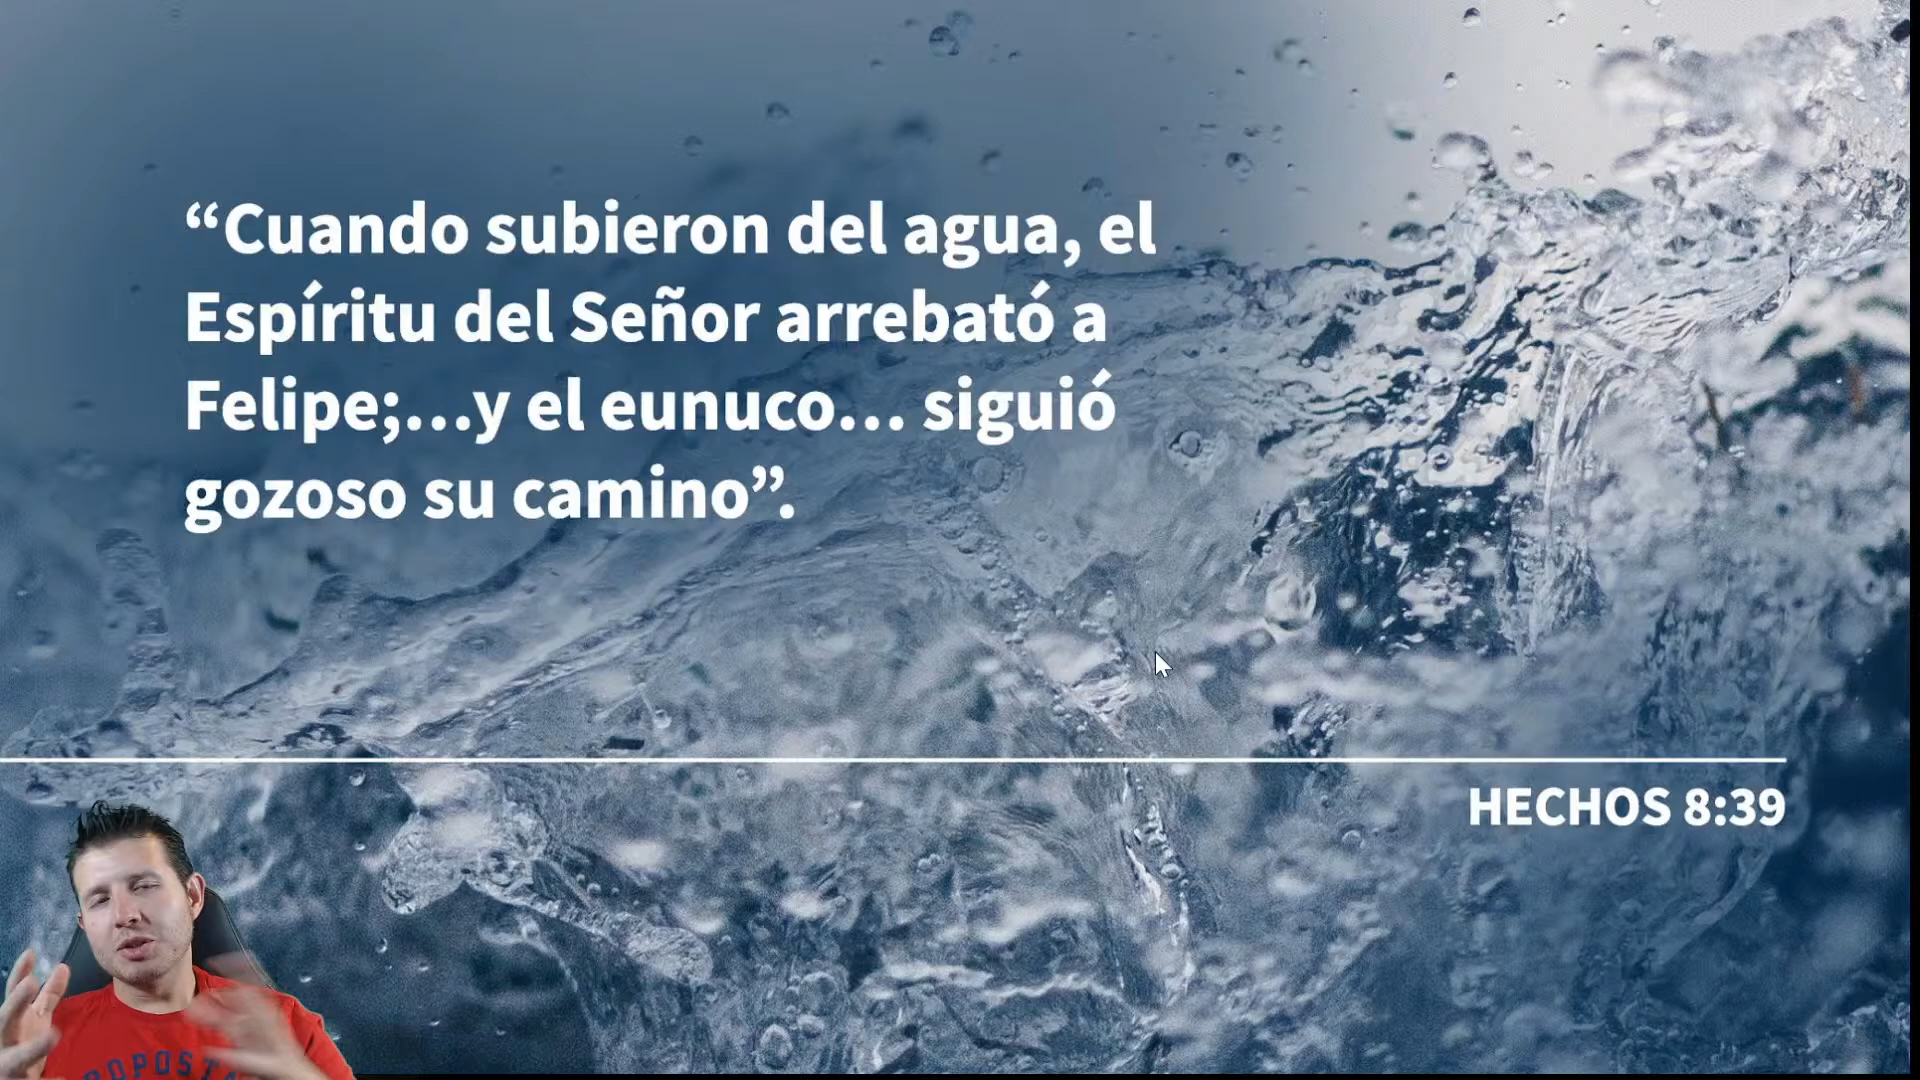 “Cuando subieron del agua, el
Espíritu del Señor arrebató a
Felipe;...y el eunuco... siguió
gozoso su camino”.
HECHOS 8:39